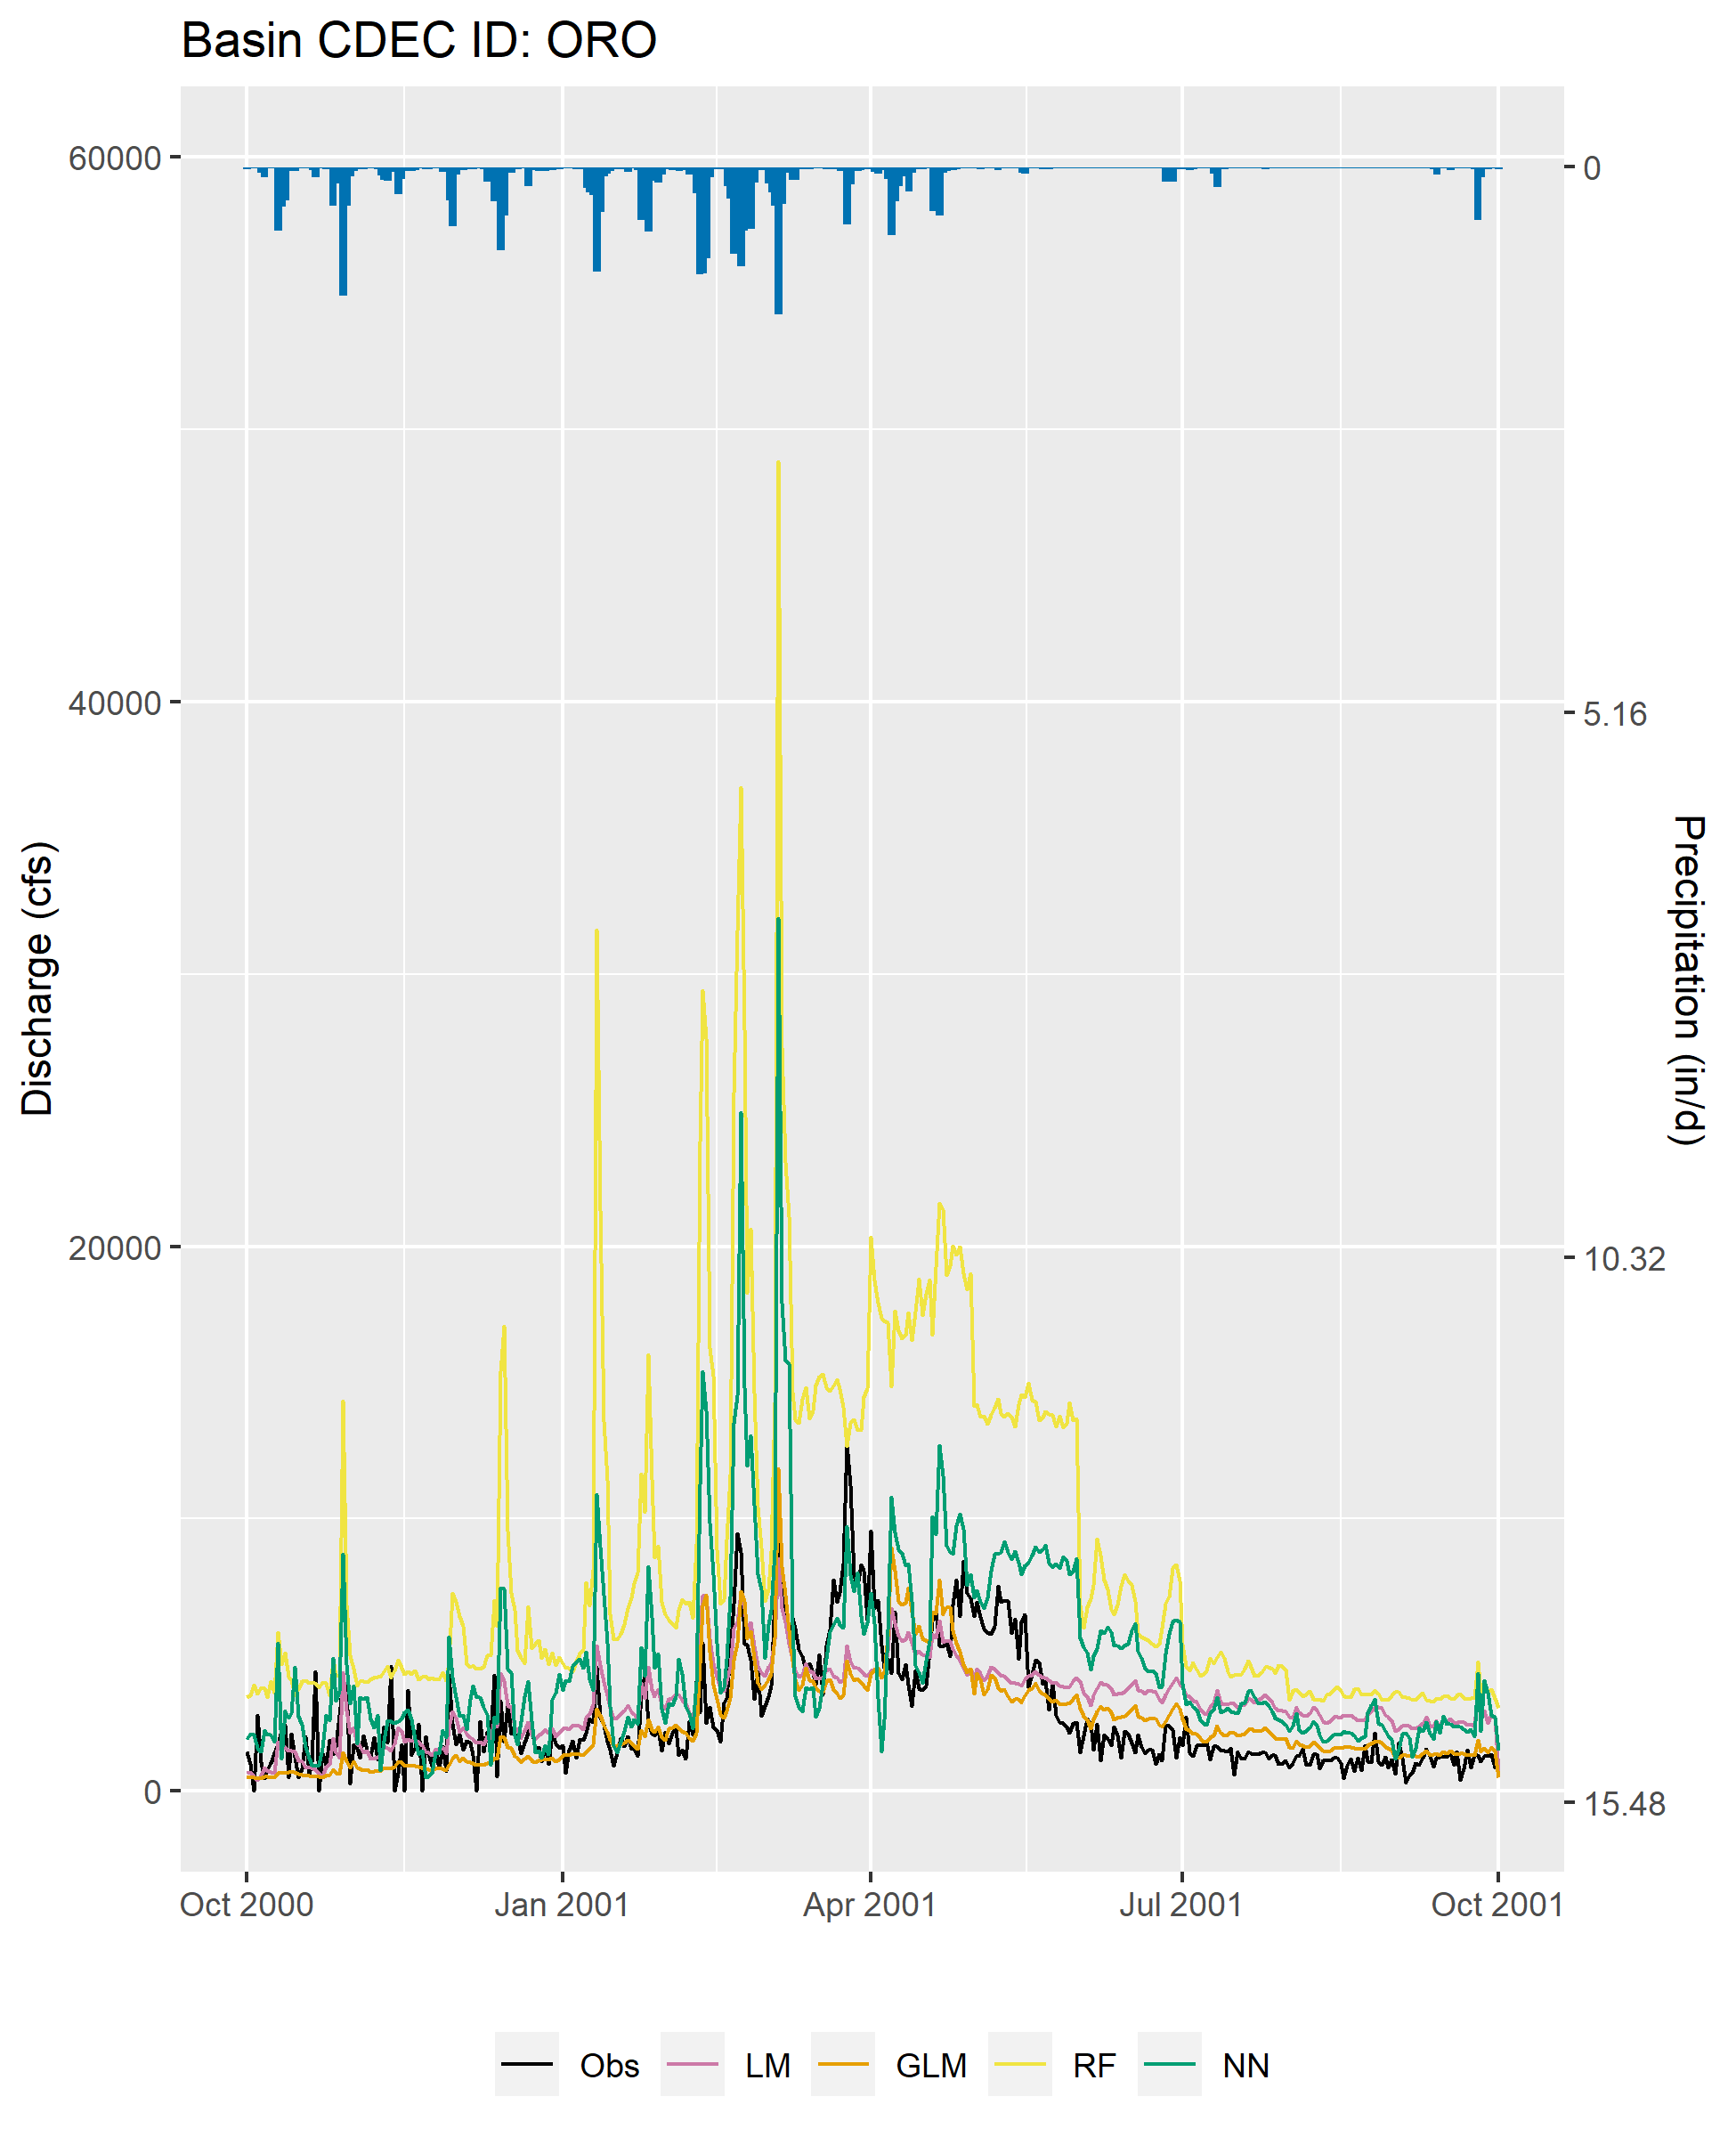 Basin CDEC ID: ORO
60000
40000
20000
0
Discharge (cfs)
0
5.16
10.32
15.48
Precipitation (in/d)
Oct 2000
Jan 2001
Apr 2001
Jul 2001
Oct 2001
Obs
LM
GLM
RF
NN